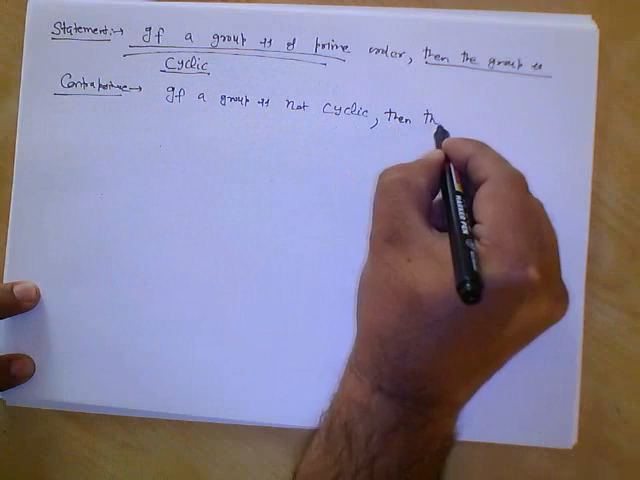 Statement:→ If a group is of prime order, then the group is
Cyclic
Contrapositive→ If a group is not cyclic, then th